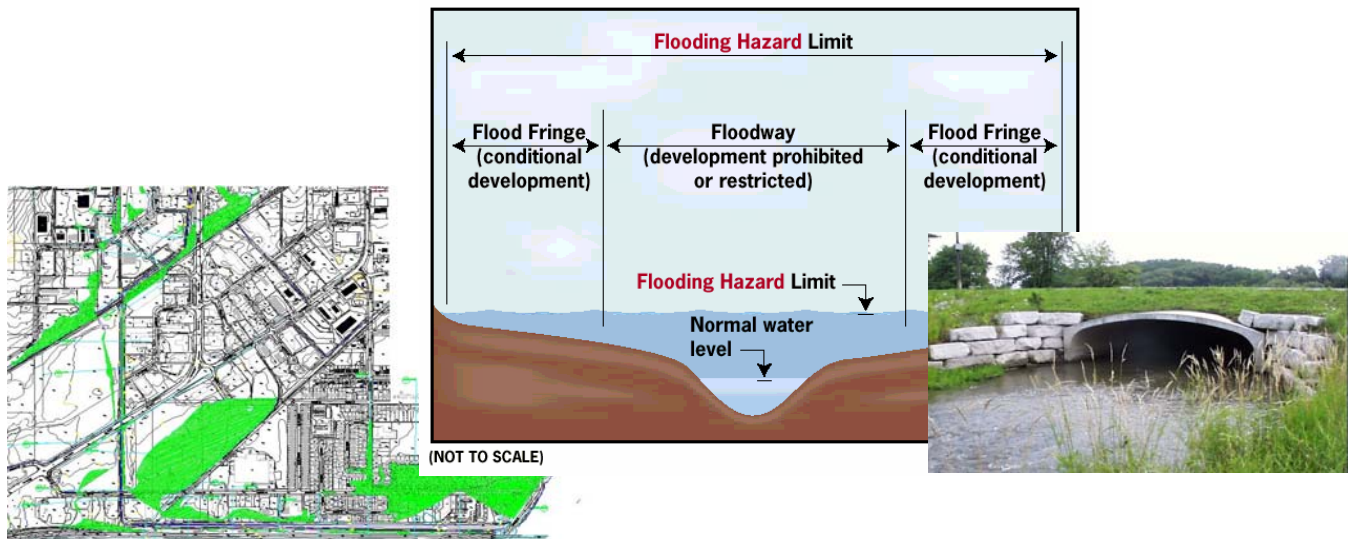 Flooding Hazard Limit
Flood Fringe
(conditional
development)
Floodway
(development prohibited
or restricted)
Flood Fringe
(conditional
development)
Flooding Hazard Limit
Normal water
level
(NOT TO SCALE)